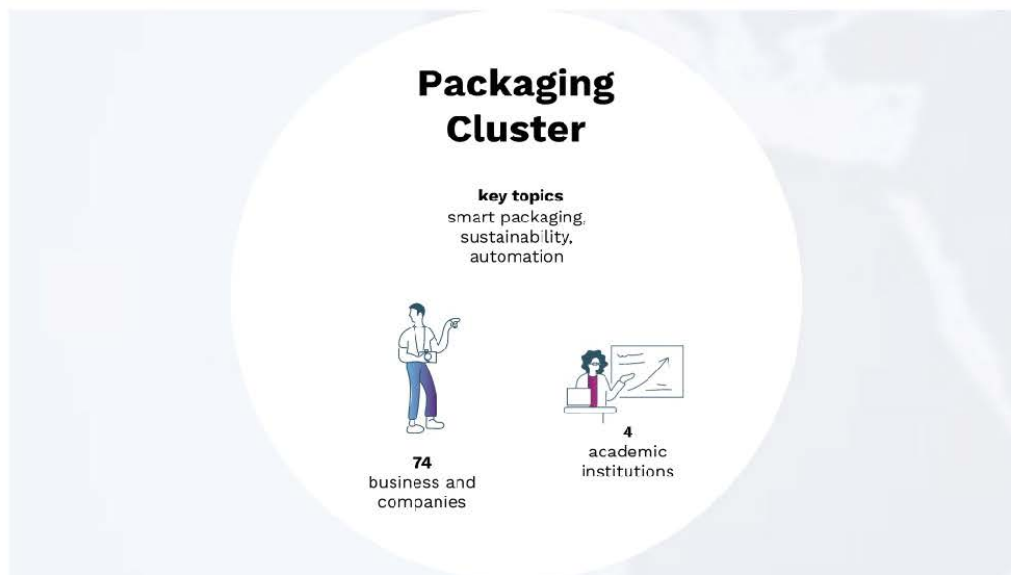 Packaging
Cluster
key topics
smart packaging,
sustainability,
automation
74
business and
companies
4
academic
institutions